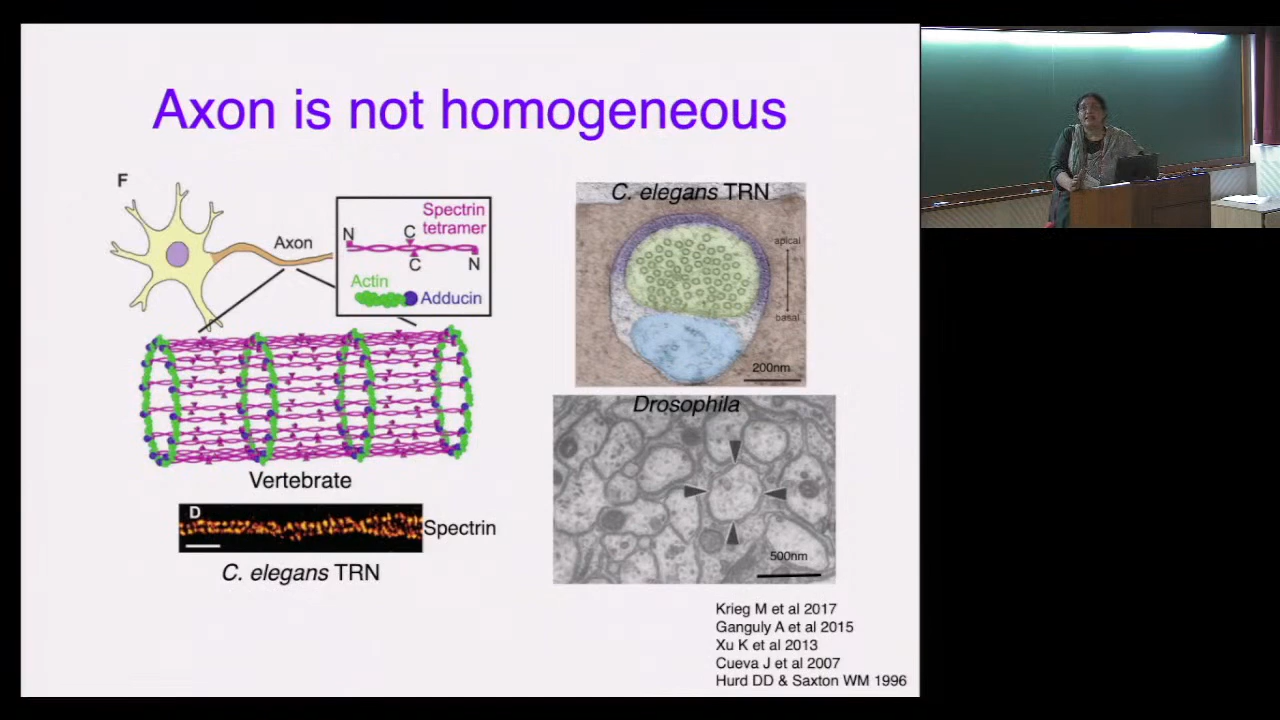 Axon is not homogeneous
F
Axon
Spectrin
tetramer
N
C
C
N
Actin
Adducin
Vertebrate
D
Spectrin
C. elegans TRN
C. elegans TRN
apical
basal
200nm
Drosophila
500nm
Krieg M et al 2017
Ganguly A et al 2015
Xu K et al 2013
Cueva J et al 2007
Hurd DD & Saxton WM 1996